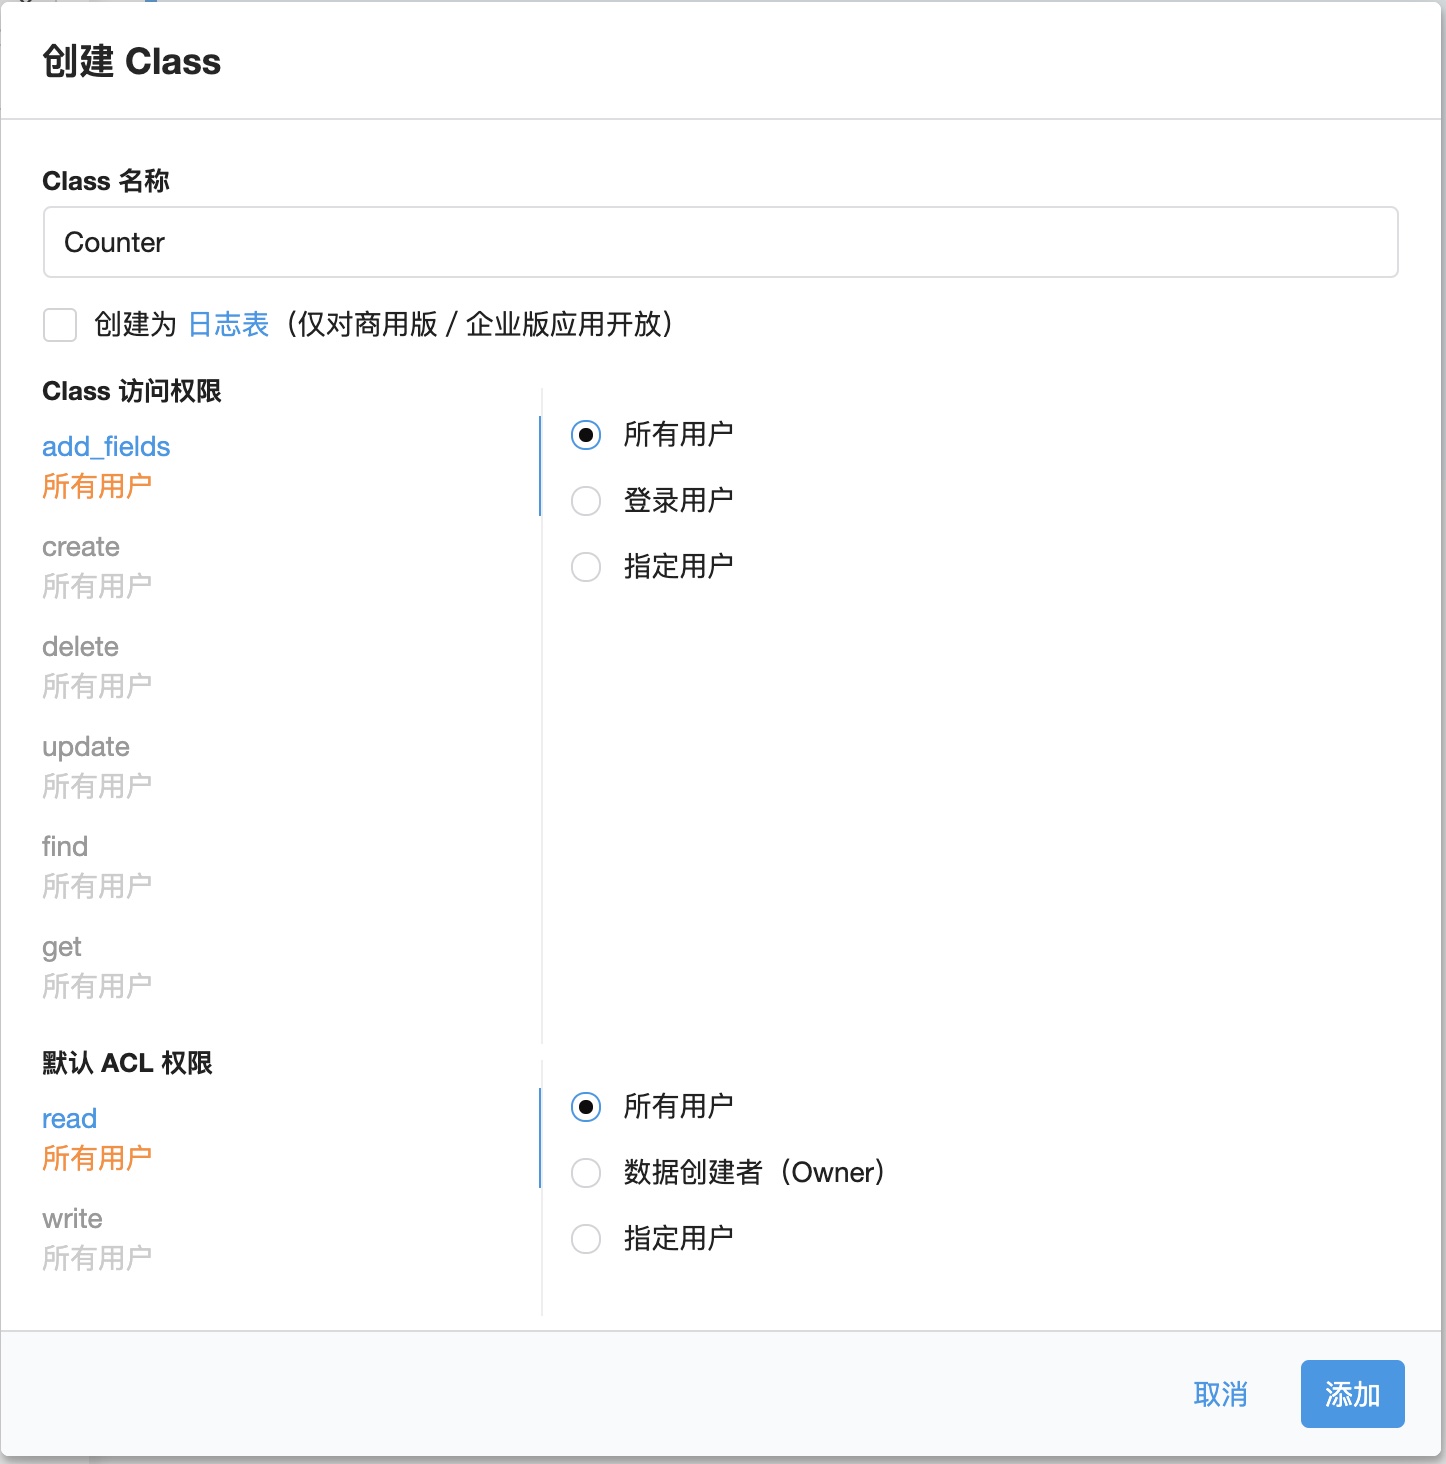 创建 Class
Class 名称
Counter
创建为 日志表（仅对商用版 / 企业版应用开放）
Class 访问权限
add_fields
所有用户
create
所有用户
delete
所有用户
update
所有用户
find
所有用户
get
所有用户
所有用户
登录用户
指定用户
默认 ACL 权限
read
所有用户
write
所有用户
所有用户
数据创建者（Owner）
指定用户
取消
添加